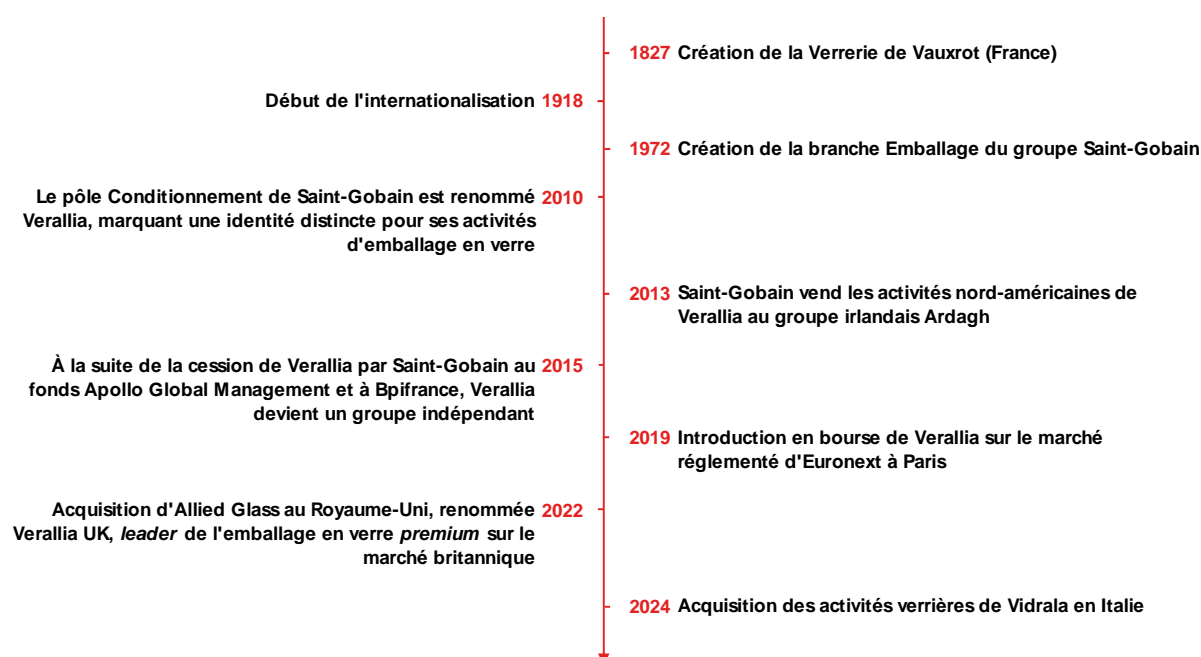 1827 Création de la Verrerie de Vauxrot (France)
Début de l'internationalisation 1918
1972 Création de la branche Emballage du groupe Saint-Gobain
Le pôle Conditionnement de Saint-Gobain est renommé 2010
Verallia, marquant une identité distincte pour ses activités
d'emballage en verre
2013 Saint-Gobain vend les activités nord-américaines de
Verallia au groupe irlandais Ardagh
À la suite de la cession de Verallia par Saint-Gobain au 2015
fonds Apollo Global Management et à Bpifrance, Verallia
devient un groupe indépendant
2019 Introduction en bourse de Verallia sur le marché
réglementé d'Euronext à Paris
Acquisition d'Allied Glass au Royaume-Uni, renommée 2022
Verallia UK, leader de l'emballage en verre premium sur le
marché britannique
2024 Acquisition des activités verrières de Vidrala en Italie